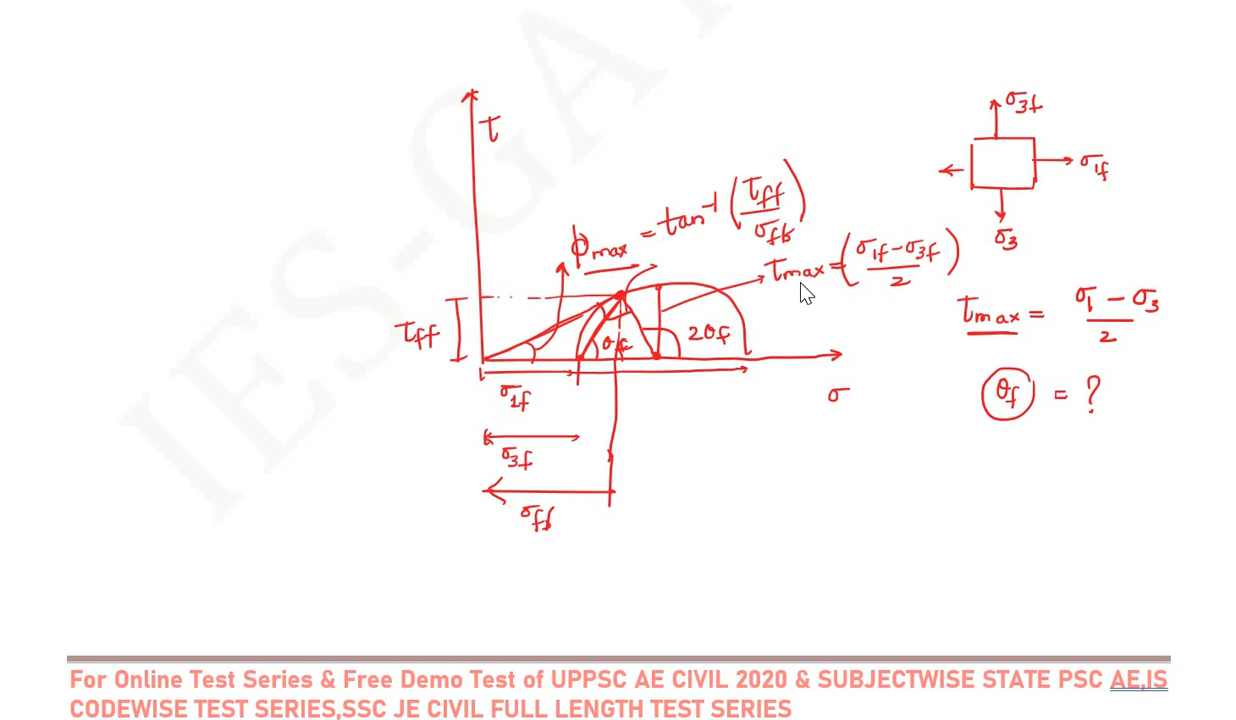 IES-GA
τ
σ3f
σ1f
σ3
ϕmax = tan⁻¹ (τff/σff)
τmax = (σ1f-σ3f/2)
τmax = σ1 - σ3/2
τff
θf
2θf
θf = ?
σ
σ1f
σ3f
σff
For Online Test Series & Free Demo Test of UPPSC AE CIVIL 2020 & SUBJECTWISE STATE PSC AE,IS
CODEWISE TEST SERIES,SSC JE CIVIL FULL LENGTH TEST SERIES